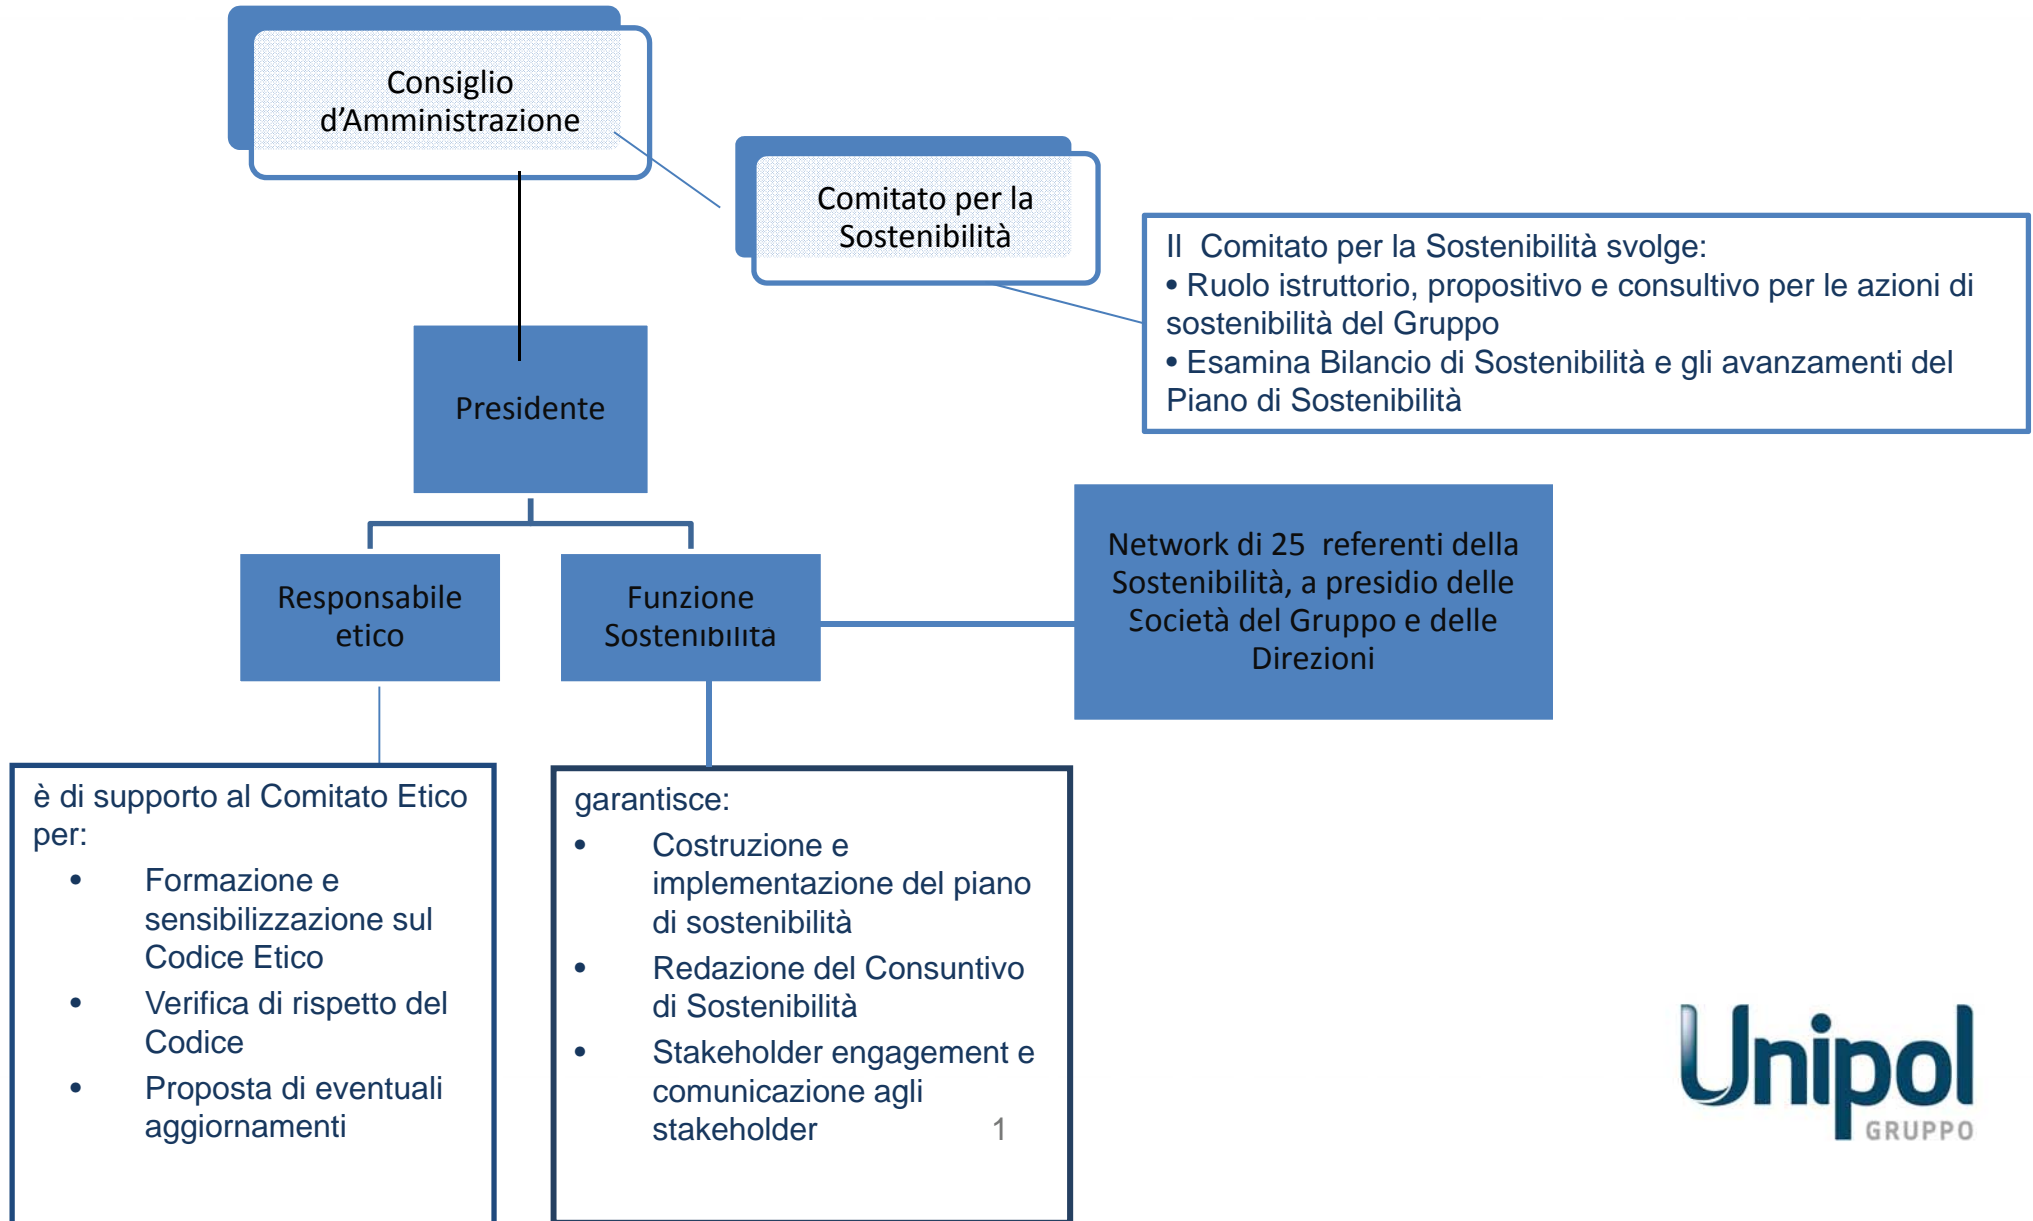 Consiglio
d’Amministrazione
Comitato per la
Sostenibilità
Il  Comitato per la Sostenibilità svolge:
• Ruolo istruttorio, propositivo e consultivo per le azioni di
sostenibilità del Gruppo
• Esamina Bilancio di Sostenibilità e gli avanzamenti del
Piano di Sostenibilità
Presidente
Responsabile
etico
Funzione
Sostenibilità
Network di 25  referenti della
Sostenibilità, a presidio delle
Società del Gruppo e delle
Direzioni
è di supporto al Comitato Etico
per:
• Formazione e
sensibilizzazione sul
Codice Etico
• Verifica di rispetto del
Codice
• Proposta di eventuali
aggiornamenti
garantisce:
• Costruzione e
implementazione del piano
di sostenibilità
• Redazione del Consuntivo
di Sostenibilità
• Stakeholder engagement e
comunicazione agli
stakeholder
1
Unipol
GRUPPO